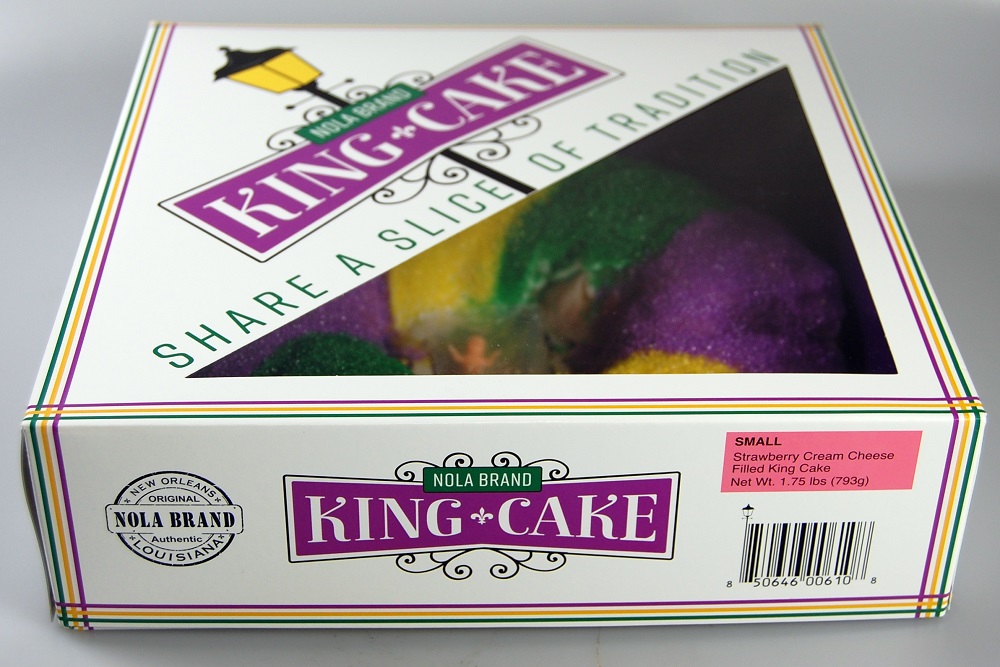 NOLA BRAND
KING CAKE
SHARE A SLICE OF TRADITION
NEW ORLEANS
ORIGINAL
NOLA BRAND
Authentic
LOUISIANA
NOLA BRAND
KING CAKE
SMALL
Strawberry Cream Cheese
Filled King Cake
Net Wt. 1.75 lbs (793g)
8 50646 00610 8